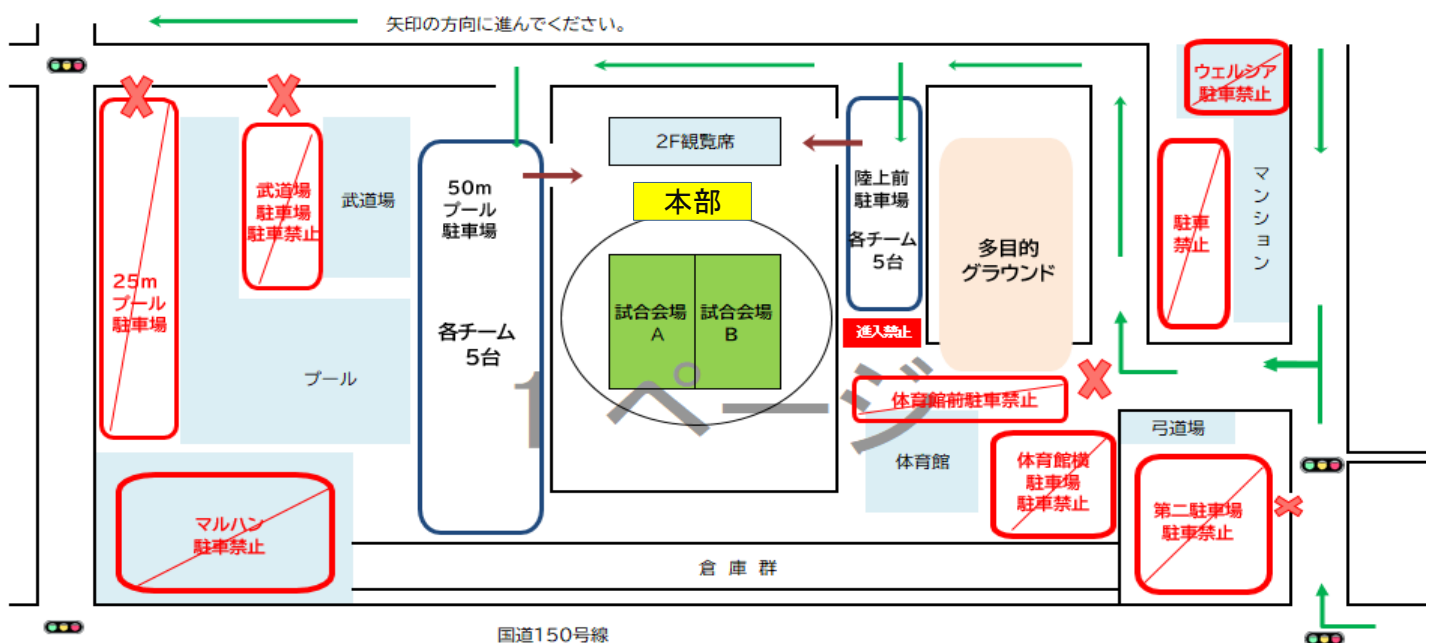 矢印の方向に進んでください。
ウェルシア
駐車禁止
2F観覧席
本部
武道場
駐車場
駐車禁止
武道場
50m
プール
駐車場
各チーム
5台
陸上前
駐車場
各チーム
5台
多目的
グラウンド
駐車
禁止
マンション
25m
プール
駐車場
試合会場
A
試合会場
B
進入禁止
プール
1 ページ
体育館前駐車禁止
弓道場
体育館
体育館横
駐車場
駐車禁止
第二駐車場
駐車禁止
マルハン
駐車禁止
倉庫群
国道150号線